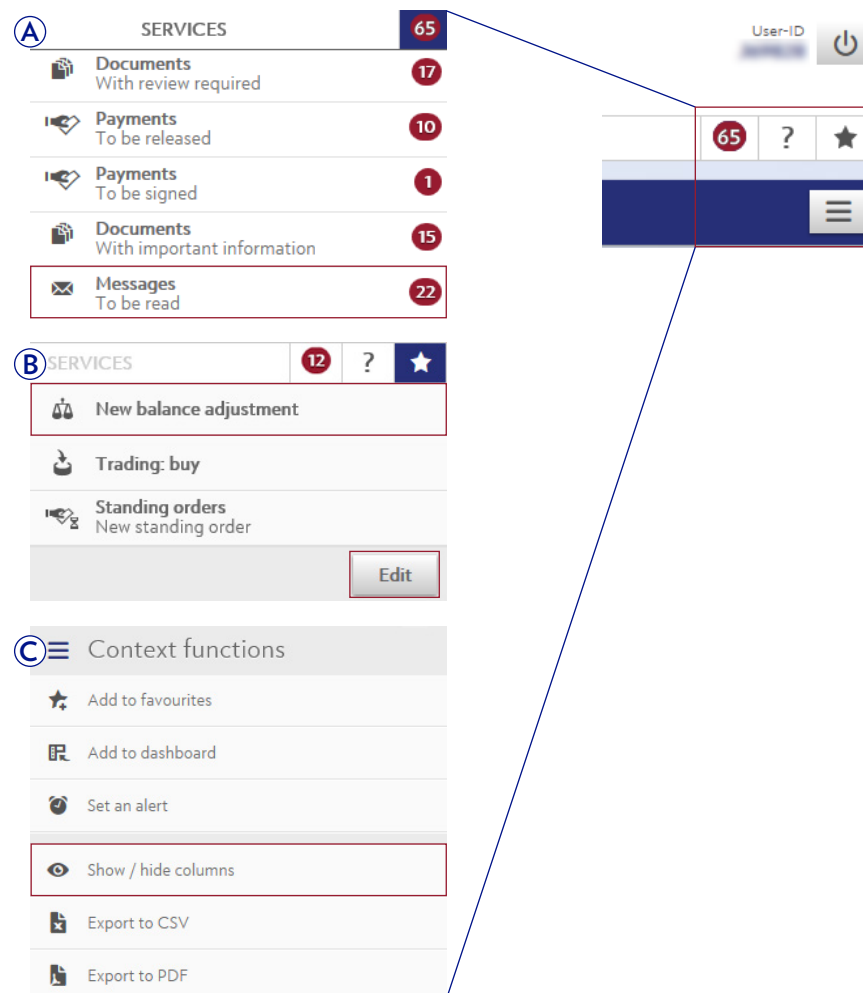 A
SERVICES
65
Documents
With review required
17
Payments
To be released
10
Payments
To be signed
1
Documents
With important information
15
Messages
To be read
22
B
SERVICES
12
?
New balance adjustment
Trading: buy
Standing orders
New standing order
Edit
C
Context functions
Add to favourites
Add to dashboard
Set an alert
Show / hide columns
Export to CSV
Export to PDF
User-ID
65
?